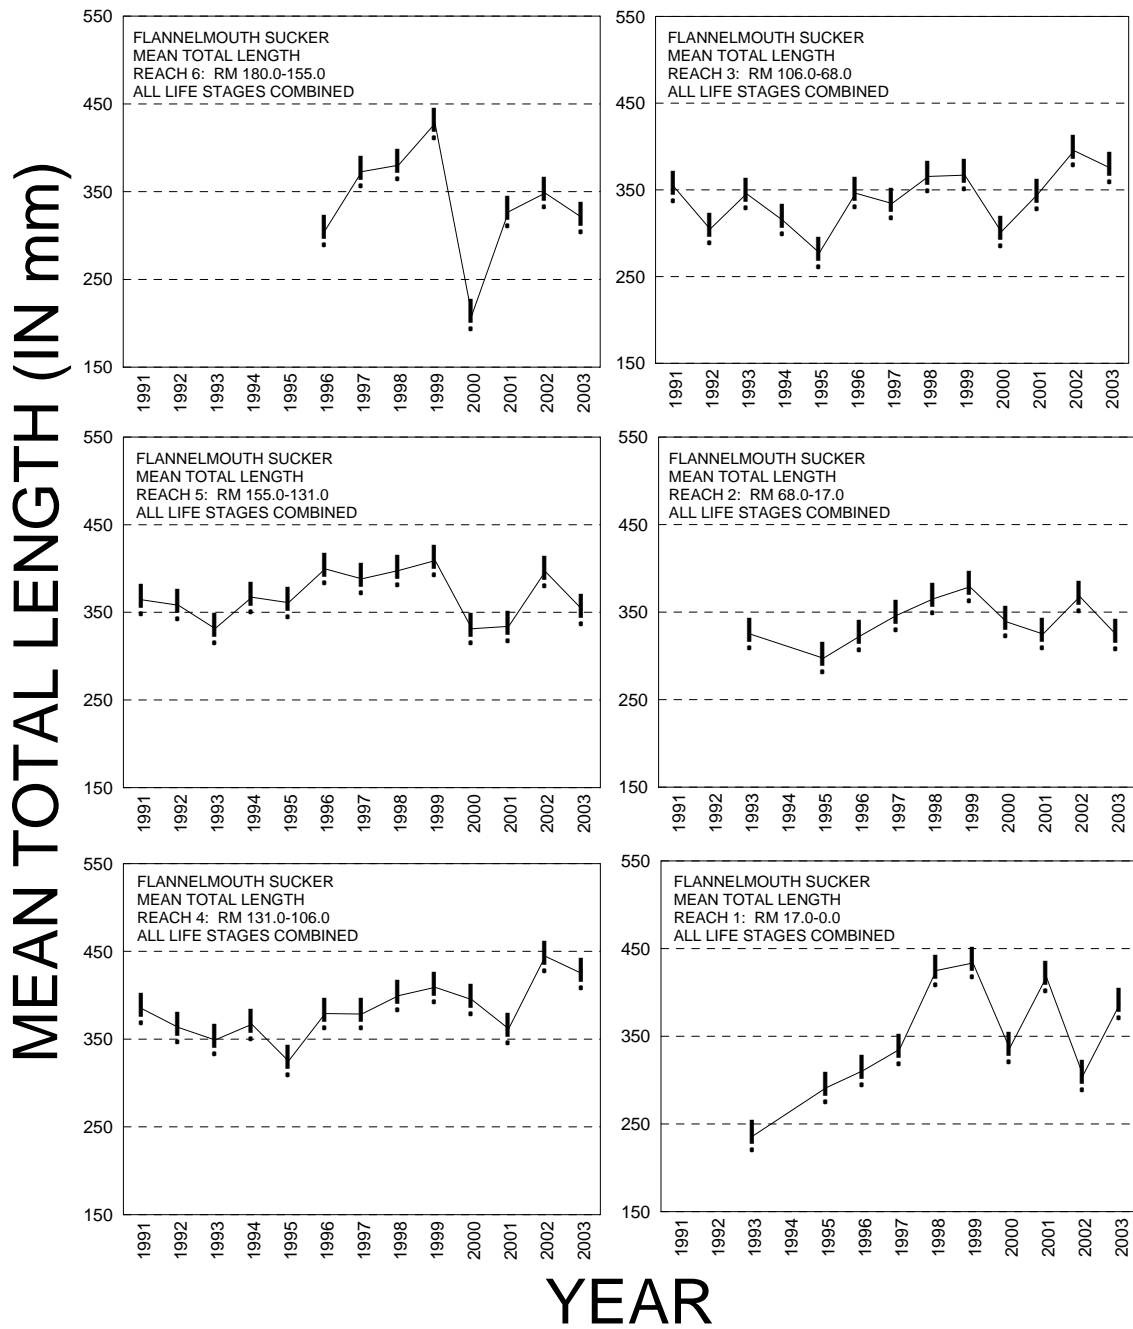 MEAN TOTAL LENGTH (IN mm)
550
450
350
250
150
FLANNELMOUTH SUCKER
MEAN TOTAL LENGTH
REACH 6: RM 180.0-155.0
ALL LIFE STAGES COMBINED
1991 1992 1993 1994 1995 1996 1997 1998 1999 2000 2001 2002 2003
550
450
350
250
150
FLANNELMOUTH SUCKER
MEAN TOTAL LENGTH
REACH 3: RM 106.0-68.0
ALL LIFE STAGES COMBINED
1991 1992 1993 1994 1995 1996 1997 1998 1999 2000 2001 2002 2003
550
450
350
250
150
FLANNELMOUTH SUCKER
MEAN TOTAL LENGTH
REACH 5: RM 155.0-131.0
ALL LIFE STAGES COMBINED
1991 1992 1993 1994 1995 1996 1997 1998 1999 2000 2001 2002 2003
550
450
350
250
150
FLANNELMOUTH SUCKER
MEAN TOTAL LENGTH
REACH 2: RM 68.0-17.0
ALL LIFE STAGES COMBINED
1991 1992 1993 1994 1995 1996 1997 1998 1999 2000 2001 2002 2003
550
450
350
250
150
FLANNELMOUTH SUCKER
MEAN TOTAL LENGTH
REACH 4: RM 131.0-106.0
ALL LIFE STAGES COMBINED
1991 1992 1993 1994 1995 1996 1997 1998 1999 2000 2001 2002 2003
550
450
350
250
150
FLANNELMOUTH SUCKER
MEAN TOTAL LENGTH
REACH 1: RM 17.0-0.0
ALL LIFE STAGES COMBINED
1991 1992 1993 1994 1995 1996 1997 1998 1999 2000 2001 2002 2003
YEAR